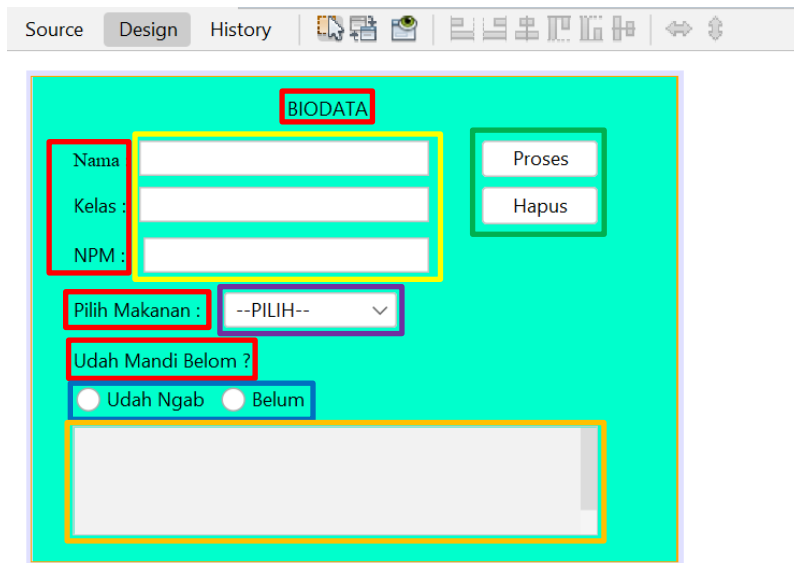 Source Design History
BIODATA
Nama :
Proses
Kelas :
Hapus
NPM :
Pilih Makanan : --PILIH--
Udah Mandi Belom ?
Udah Ngab Belum